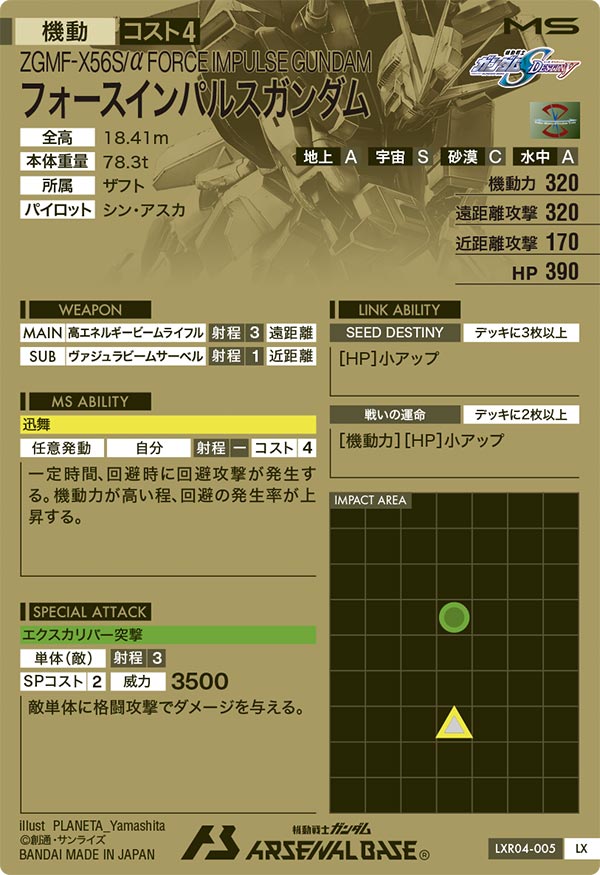 機動 コスト4
MS
ZGMF-X56S/α FORCE IMPULSE GUNDAM
フォースインパルスガンダム
機動戦士
ガンダムSEED DESTINY
全高 18.41m
本体重量 78.3t
所属 ザフト
パイロット シン・アスカ
地上 A 宇宙 S 砂漠 C 水中 A
機動力 320
遠距離攻撃 320
近距離攻撃 170
HP 390
WEAPON
MAIN 高エネルギービームライフル 射程 3 遠距離
SUB ヴァジュラビームサーベル 射程 1 近距離
MS ABILITY
迅舞
任意発動 自分 射程 ー コスト 4
一定時間、回避時に回避攻撃が発生す
る。機動力が高い程、回避の発生率が上
昇する。
SPECIAL ATTACK
エクスカリバー突撃
単体(敵) 射程 3
SPコスト 2 威力 3500
敵単体に格闘攻撃でダメージを与える。
LINK ABILITY
SEED DESTINY デッキに3枚以上
[HP]小アップ
戦いの運命 デッキに2枚以上
[機動力][HP]小アップ
IMPACT AREA
illust PLANETA_Yamashita
©創通・サンライズ
BANDAI MADE IN JAPAN
機動戦士ガンダム
AB ARSENAL BASE®
LXR04-005 LX